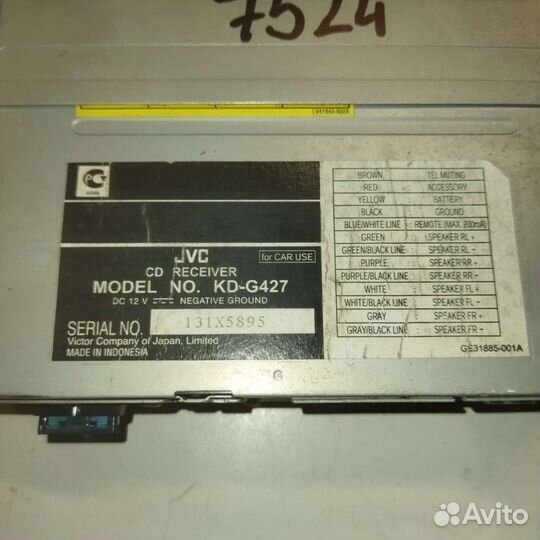 7524
LV41843-002A
PC
AR46
JVC
for CAR USE
CD RECEIVER
MODEL NO. KD-G427
DC 12 V NEGATIVE GROUND
SERIAL NO. 131X5895
Victor Company of Japan, Limited
MADE IN INDONESIA
BROWN : TEL MUTING
RED : ACCESSORY
YELLOW : BATTERY
BLACK : GROUND
BLUE/WHITE LINE : REMOTE (MAX. 200mA)
GREEN : SPEAKER RL +
GREEN/BLACK LINE : SPEAKER RL -
PURPLE : SPEAKER RR +
PURPLE/BLACK LINE : SPEAKER RR -
WHITE : SPEAKER FL +
WHITE/BLACK LINE : SPEAKER FL -
GRAY : SPEAKER FR +
GRAY/BLACK LINE : SPEAKER FR -
GE31885-001A
Avito